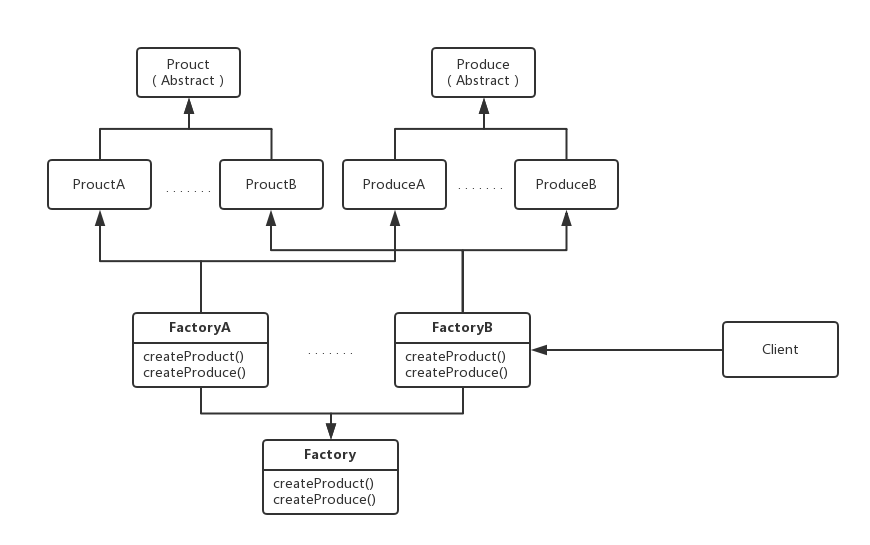 Prouct
( Abstract )
Produce
( Abstract )
ProuctA
.......
ProuctB
ProduceA
.......
ProduceB
FactoryA
createProduct()
createProduce()
.......
FactoryB
createProduct()
createProduce()
Client
Factory
createProduct()
createProduce()